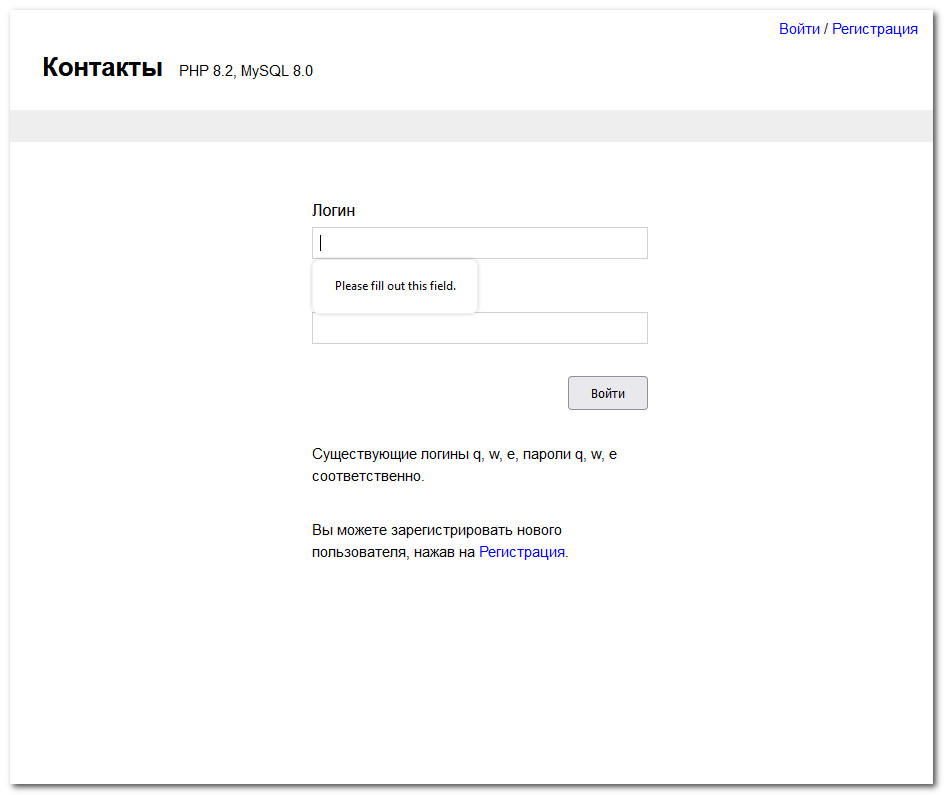 Войти / Регистрация
Контакты PHP 8.2, MySQL 8.0
Логин
Please fill out this field.
Войти
Существующие логины q, w, e, пароли q, w, e
соответственно.
Вы можете зарегистрировать нового
пользователя, нажав на Регистрация.